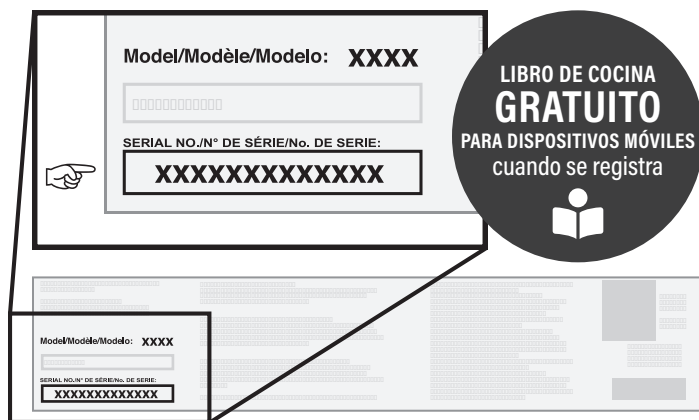 Model/Modèle/Modelo: XXXX
SERIAL NO./N° DE SÉRIE/No. DE SERIE:
XXXXXXXXXXXXX
LIBRO DE COCINA
GRATUITO
PARA DISPOSITIVOS MÓVILES
cuando se registra
Model/Modèle/Modelo: XXXX
SERIAL NO./N° DE SÉRIE/No. DE SERIE:
XXXXXXXXXXXXX